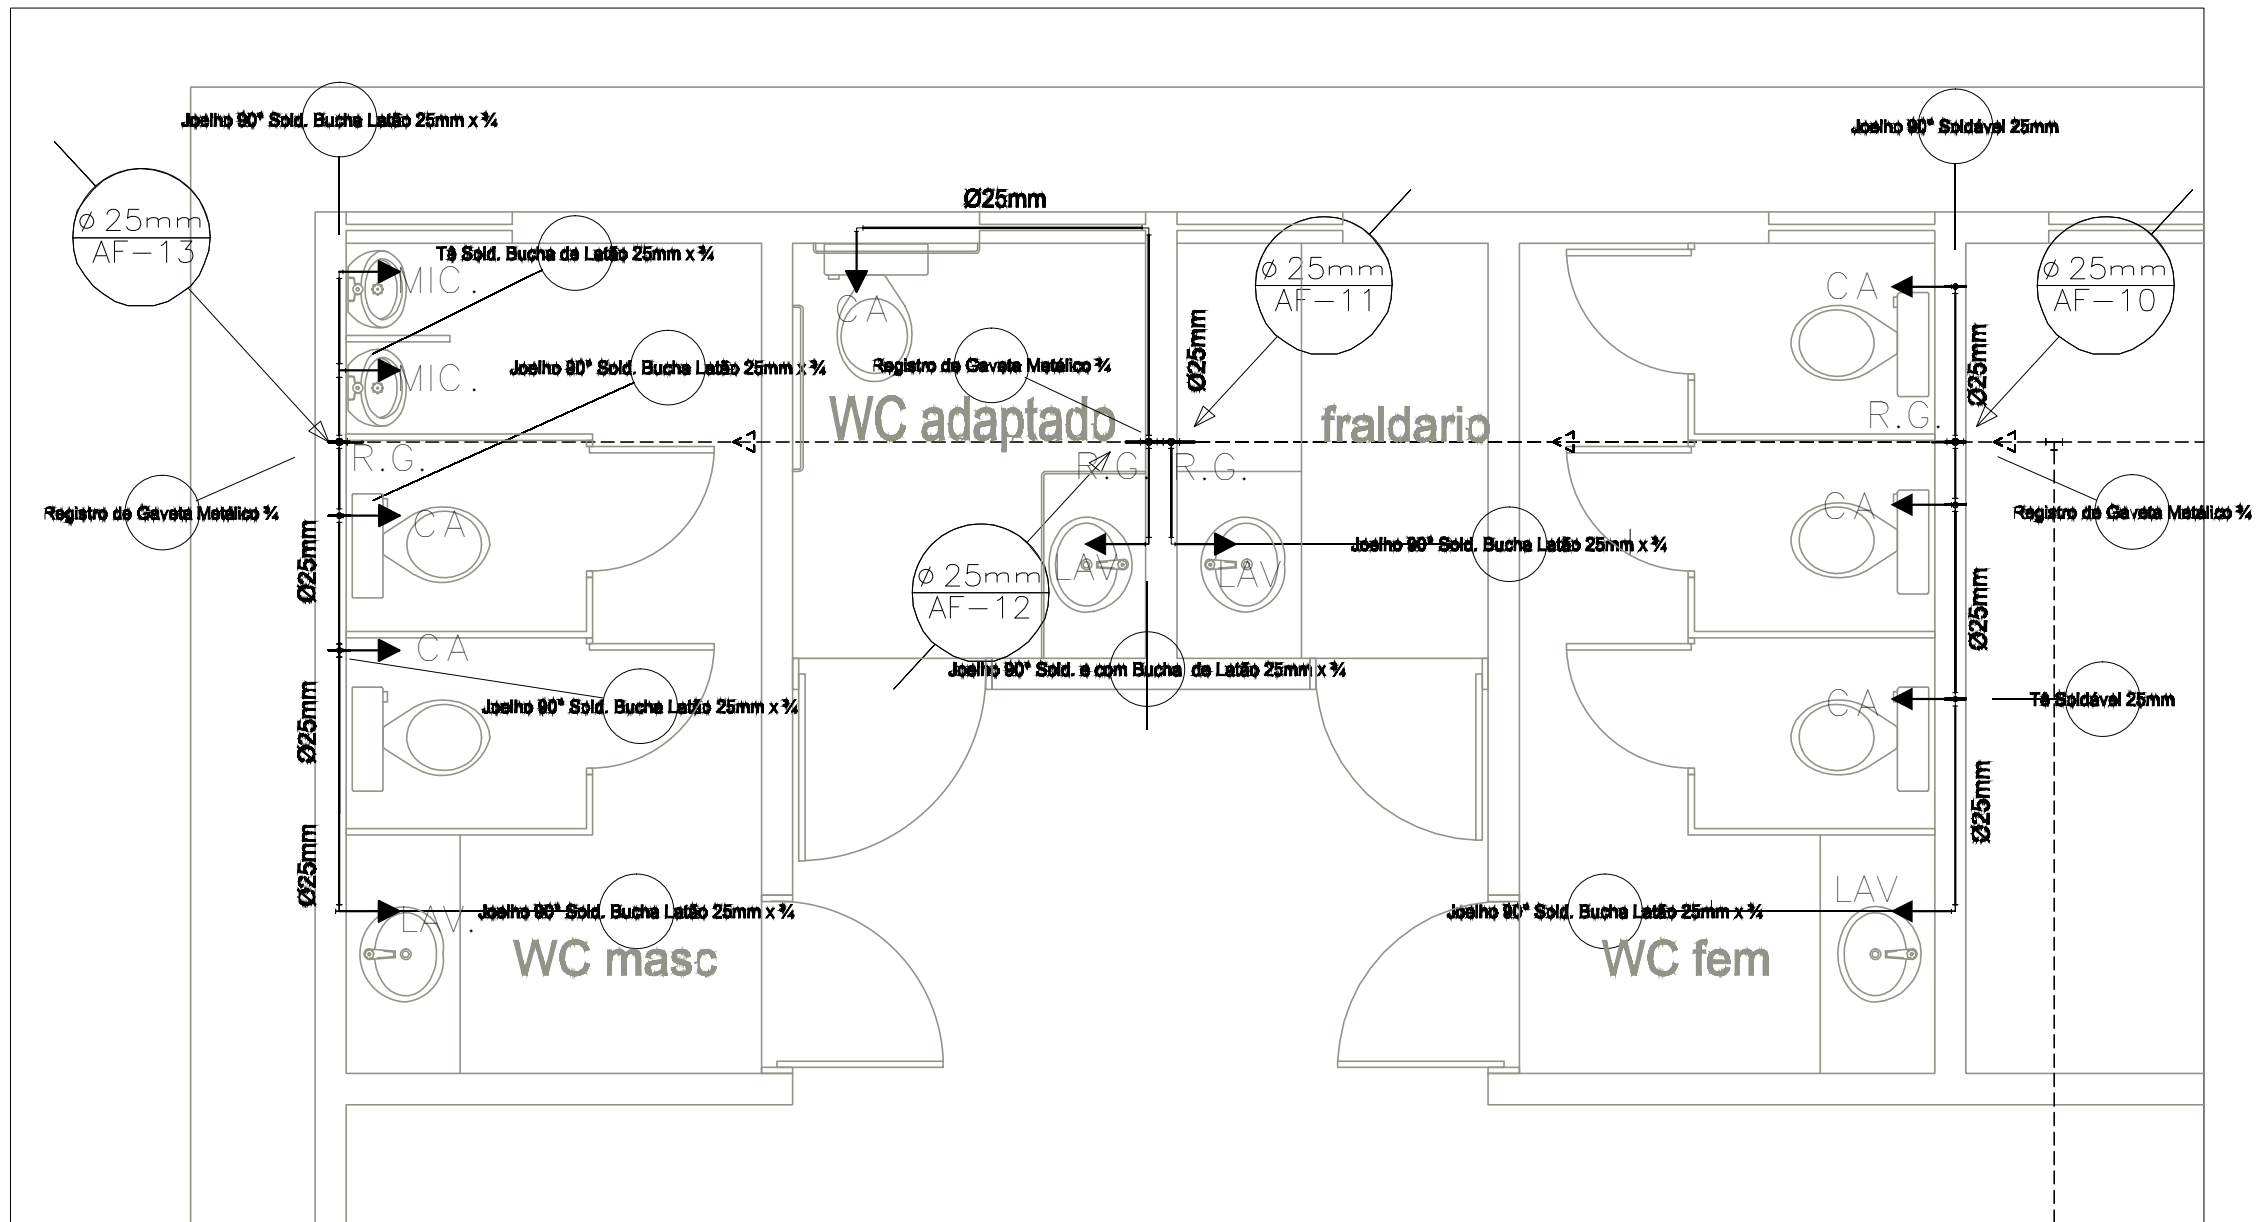 Joelho 90° Sold. Bucha Latão 25mm x ¾
Joelho 90° Soldável 25mm
Ø25mm
ø 25mm
AF-13
Tê Sold. Bucha de Latão 25mm x ¾
MIC.
ø 25mm
AF-11
CA
ø 25mm
AF-10
CA
Ø25mm
Ø25mm
Joelho 90° Sold. Bucha Latão 25mm x ¾
MIC.
Registro de Gaveta Metálico ¾
WC adaptado
fraldario
R.G.
R.G.
R.G.
R.G.
Registro de Gaveta Metálico ¾
CA
CA
Registro de Gaveta Metálico ¾
Ø25mm
Joelho 90° Sold. Bucha Latão 25mm x ¾
LAV
LAV
ø 25mm
AF-12
Ø25mm
CA
Joelho 90° Sold. e com Bucha de Latão 25mm x ¾
CA
Tê Soldável 25mm
Joelho 90° Sold. Bucha Latão 25mm x ¾
Ø25mm
Ø25mm
Ø25mm
LAV.
Joelho 90° Sold. Bucha Latão 25mm x ¾
Joelho 90° Sold. Bucha Latão 25mm x ¾
LAV
WC masc
WC fem